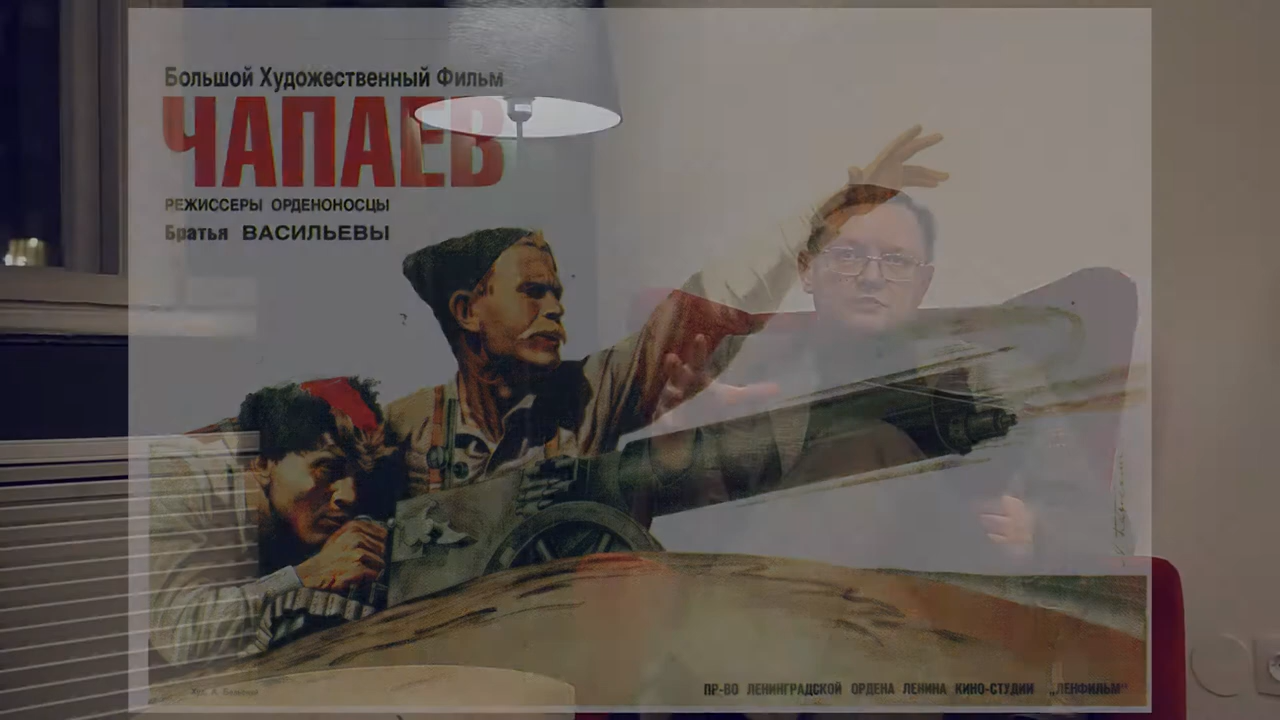 Большой Художественный Фильм
ЧАПАЕВ
РЕЖИССЕРЫ ОРДЕНОНОСЦЫ
Братья ВАСИЛЬЕВЫ
ПР-ВО ЛЕНИНГРАДСКОЙ ОРДЕНА ЛЕНИНА КИНО-СТУДИИ „ЛЕНФИЛЬМ"